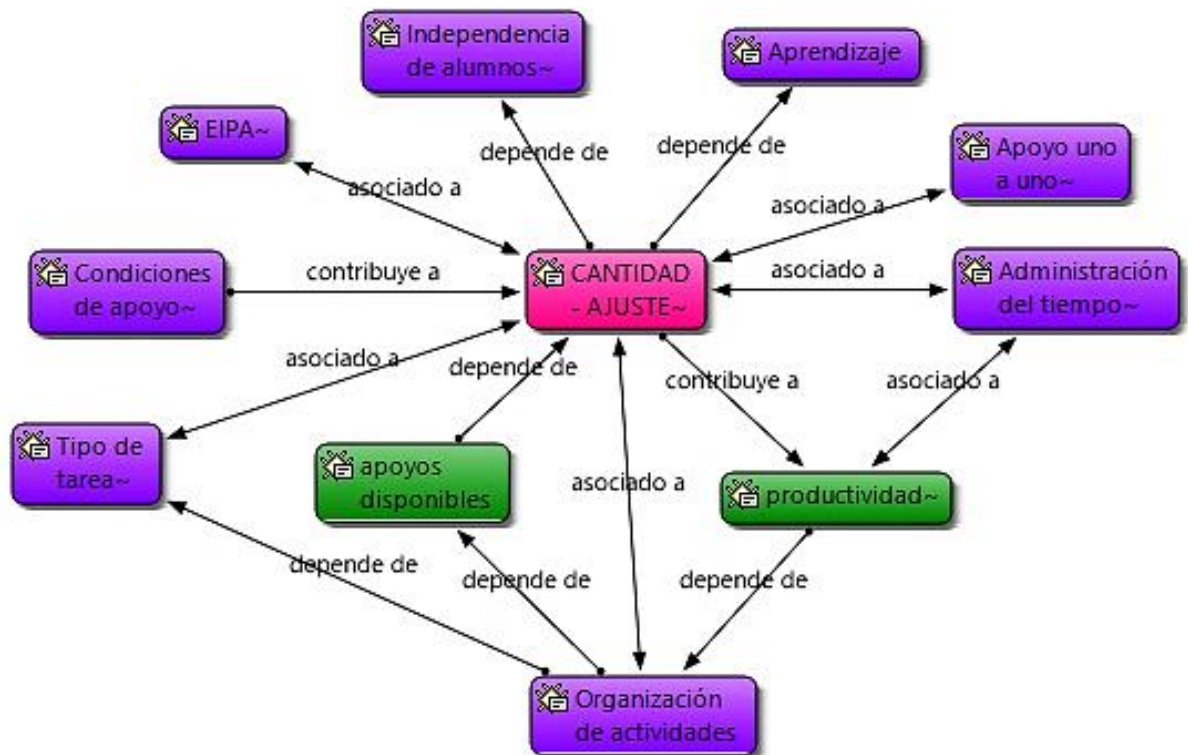 Independencia
de alumnos~
Aprendizaje
EIPA~
depende de
depende de
Apoyo uno
a uno~
asociado a
asociado a
Condiciones
de apoyo~
contribuye a
CANTIDAD
- AJUSTE~
asociado a
Administración
del tiempo~
asociado a
depende de
contribuye a
asociado a
Tipo de
tarea~
apoyos
disponibles
asociado a
productividad~
depende de
depende de
depende de
Organización
de actividades